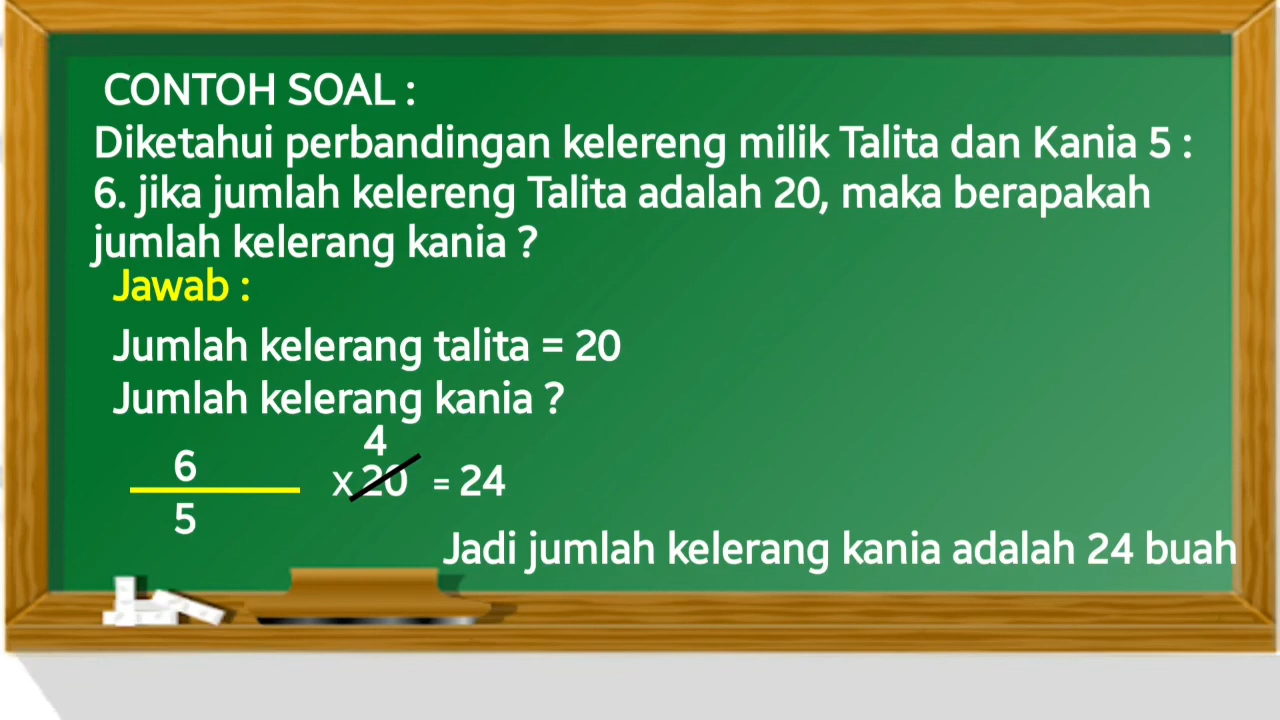 CONTOH SOAL :
Diketahui perbandingan kelereng milik Talita dan Kania 5 :
6. jika jumlah kelereng Talita adalah 20, maka berapakah
jumlah kelerang kania ?
Jawab :
Jumlah kelerang talita = 20
Jumlah kelerang kania ?
4
6
x 20 = 24
5
Jadi jumlah kelerang kania adalah 24 buah